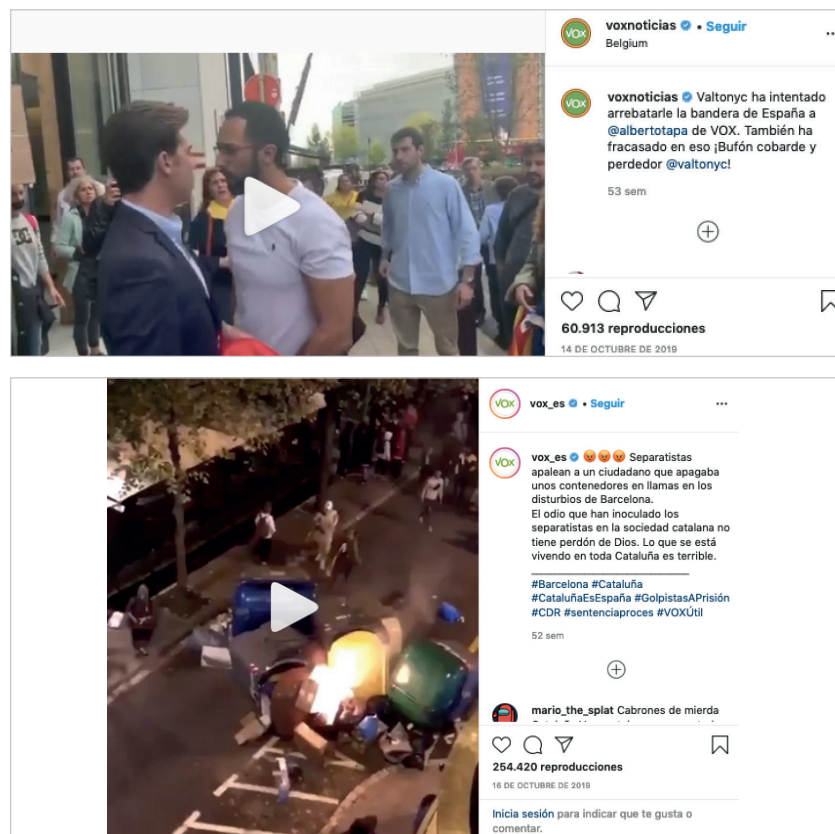 voxnoticias • Seguir
Belgium
VOX
VOX
voxnoticias Valtonyc ha intentado
arrebatarle la bandera de España a
@albertotapa de VOX. También ha
fracasado en eso ¡Bufón cobarde y
perdedor @valtonyc!
53 sem
60.913 reproducciones
14 DE OCTUBRE DE 2019
VOX
vox_es • Seguir
VOX
vox_es 😡😡😡 Separatistas
apalean a un ciudadano que apagaba
unos contenedores en llamas en los
disturbios de Barcelona.
El odio que han inoculado los
separatistas en la sociedad catalana no
tiene perdón de Dios. Lo que se está
viviendo en toda Cataluña es terrible.
#Barcelona #Cataluña
#CataluñaEsEspaña #GolpistasAPrisión
#CDR #sentenciaproces #VOXÚtil
52 sem
mario_the_splat Cabrones de mierda
254.420 reproducciones
16 DE OCTUBRE DE 2019
Inicia sesión para indicar que te gusta o
comentar.